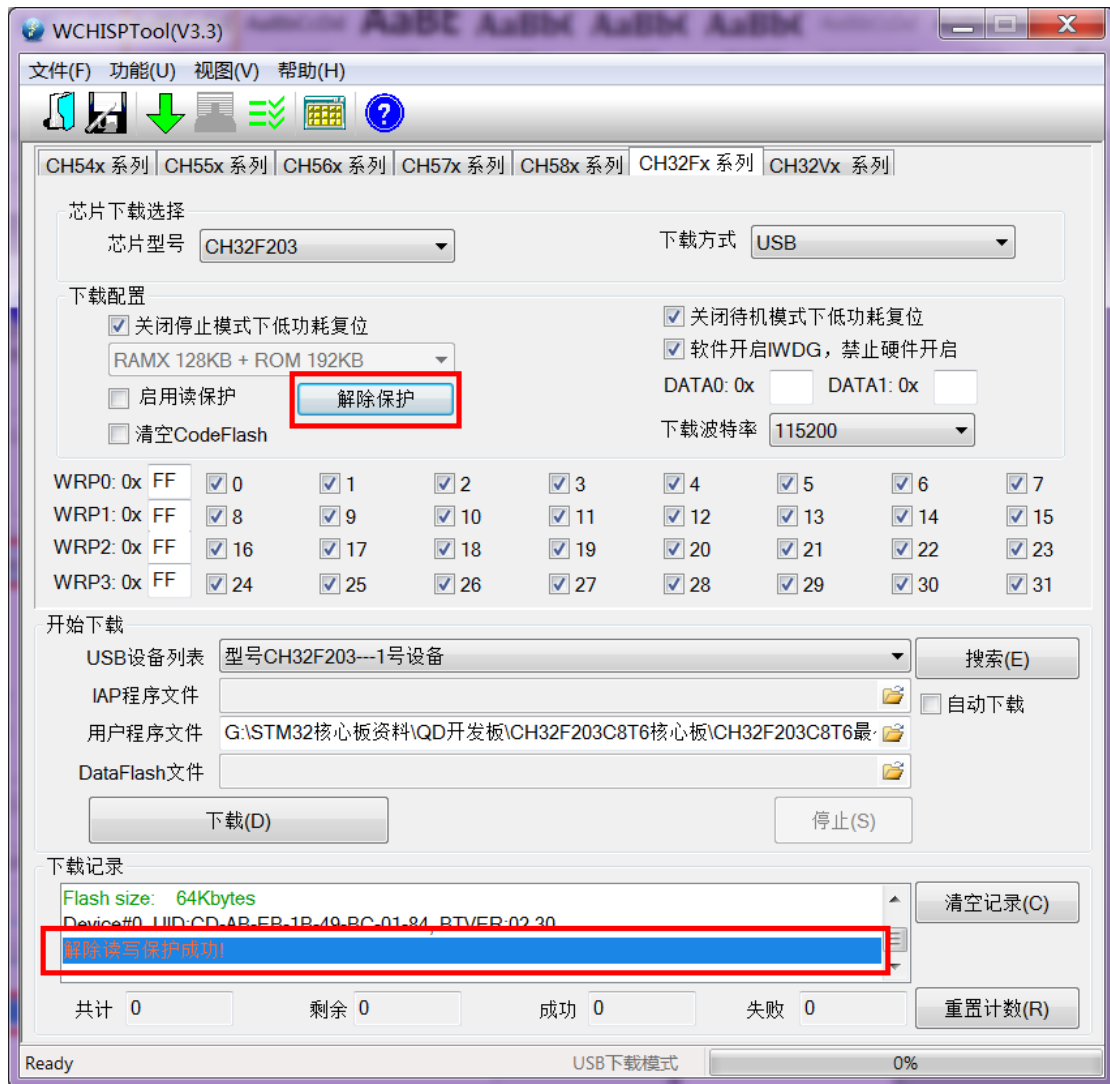 WCHISPTool(V3.3)
文件(F) 功能(U) 视图(V) 帮助(H)
CH54x 系列 CH55x 系列 CH56x 系列 CH57x 系列 CH58x 系列 CH32Fx 系列 CH32Vx 系列
芯片下载选择
芯片型号 CH32F203 下载方式 USB
下载配置
关闭停止模式下低功耗复位 关闭待机模式下低功耗复位
RAMX 128KB + ROM 192KB 软件开启IWDG，禁止硬件开启
启用读保护 解除保护 DATA0: 0x DATA1: 0x
清空CodeFlash 下载波特率 115200
WRP0: 0x FF 0 1 2 3 4 5 6 7
WRP1: 0x FF 8 9 10 11 12 13 14 15
WRP2: 0x FF 16 17 18 19 20 21 22 23
WRP3: 0x FF 24 25 26 27 28 29 30 31
开始下载
USB设备列表 型号CH32F203---1号设备 搜索(E)
IAP程序文件 自动下载
用户程序文件 G:\STM32核心板资料\QD开发板\CH32F203C8T6核心板\CH32F203C8T6最
DataFlash文件
下载(D) 停止(S)
下载记录
Flash size: 64Kbytes 清空记录(C)
Device#0, UID:CD-AB-EB-1B-49-BC-01-84, BTVER:02.30
解除读写保护成功!
共计 0 剩余 0 成功 0 失败 0 重置计数(R)
Ready USB下载模式 0%